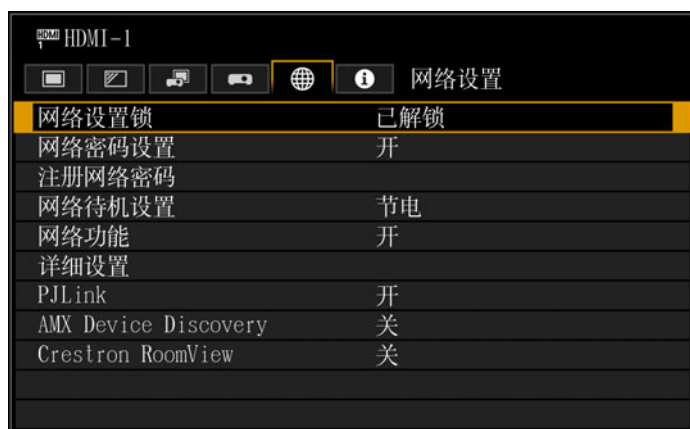 HDMI 1 HDMI-1
网络设置
网络设置锁 已解锁
网络密码设置 开
注册网络密码
网络待机设置 节电
网络功能 开
详细设置
PJLink 开
AMX Device Discovery 关
Crestron RoomView 关